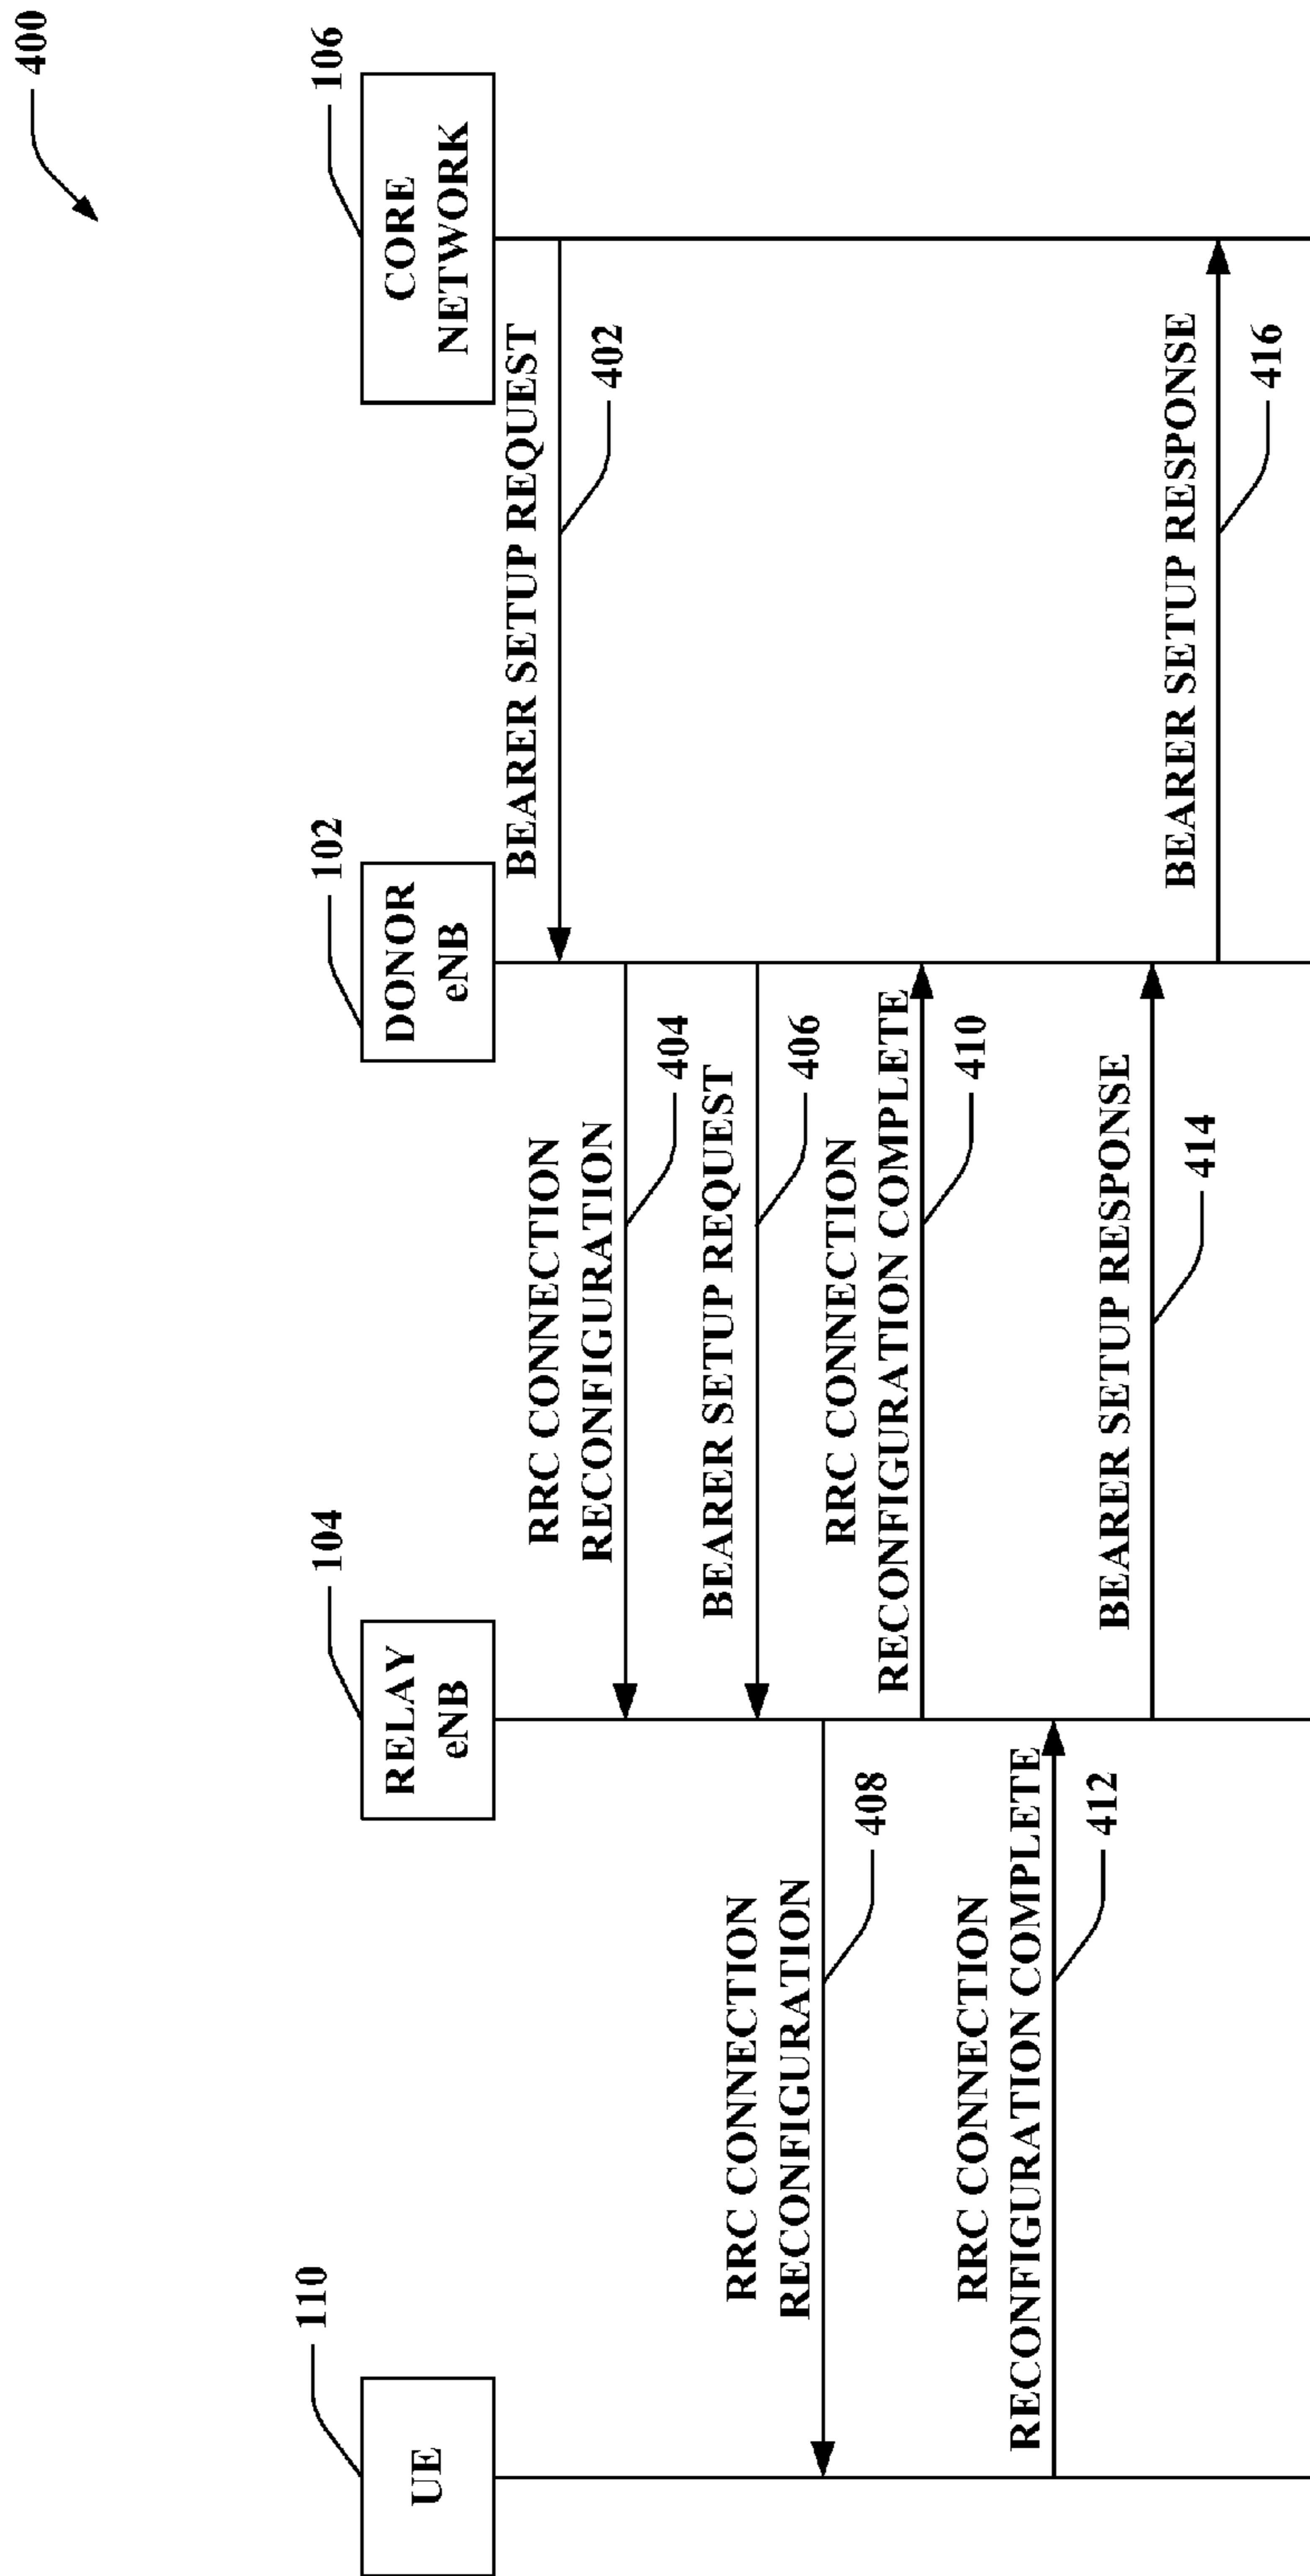 400
110
104
102
106
UE
RELAY
eNB
DONOR
eNB
CORE
NETWORK
BEARER SETUP REQUEST
402
RRC CONNECTION
RECONFIGURATION
404
BEARER SETUP REQUEST
406
RRC CONNECTION
RECONFIGURATION
408
RRC CONNECTION
RECONFIGURATION COMPLETE
410
RRC CONNECTION
RECONFIGURATION COMPLETE
412
BEARER SETUP RESPONSE
414
BEARER SETUP RESPONSE
416